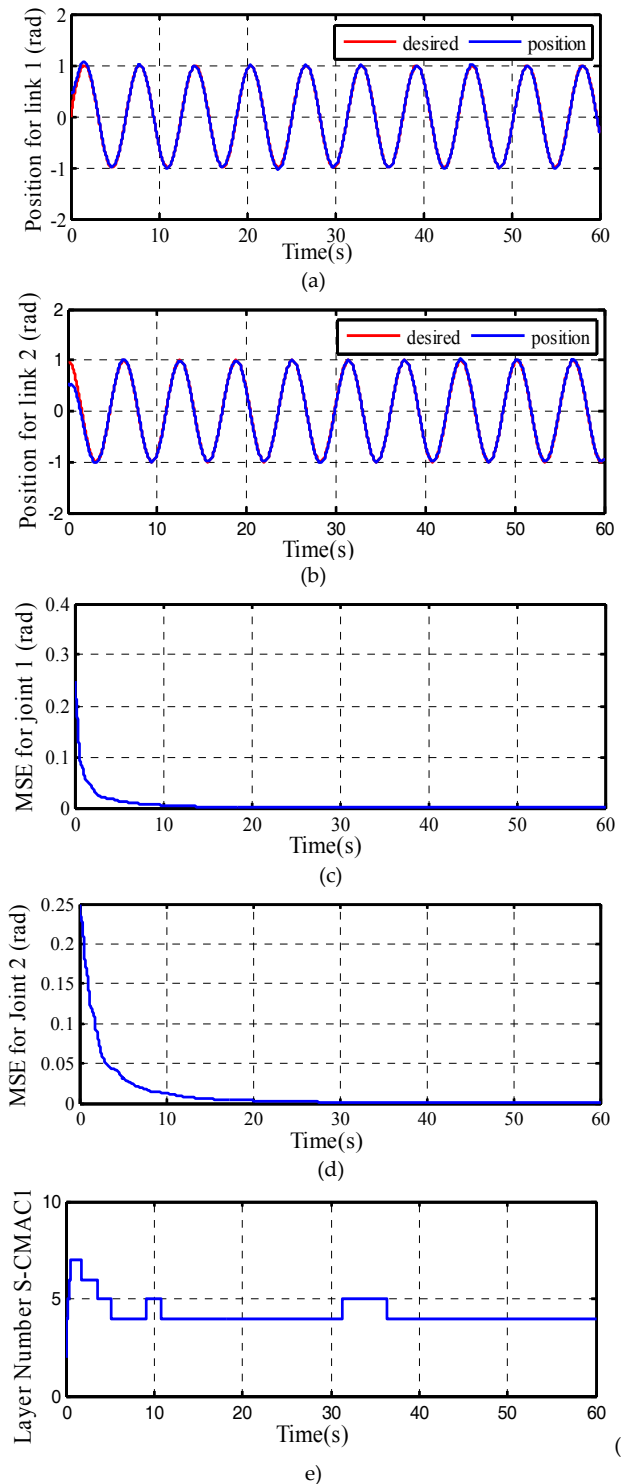 Position for link 1 (rad)
2
1
0
-1
-2
desired position
0 10 20 30 40 50 60
Time(s)
(a)
Position for link 2 (rad)
2
1
0
-1
-2
desired position
0 10 20 30 40 50 60
Time(s)
(b)
MSE for joint 1 (rad)
0.4
0.3
0.2
0.1
0
0 10 20 30 40 50 60
Time(s)
(c)
MSE for Joint 2 (rad)
0.25
0.2
0.15
0.1
0.05
0
0 10 20 30 40 50 60
Time(s)
(d)
Layer Number S-CMAC1
10
5
0
0 10 20 30 40 50 60
Time(s)
(
e)